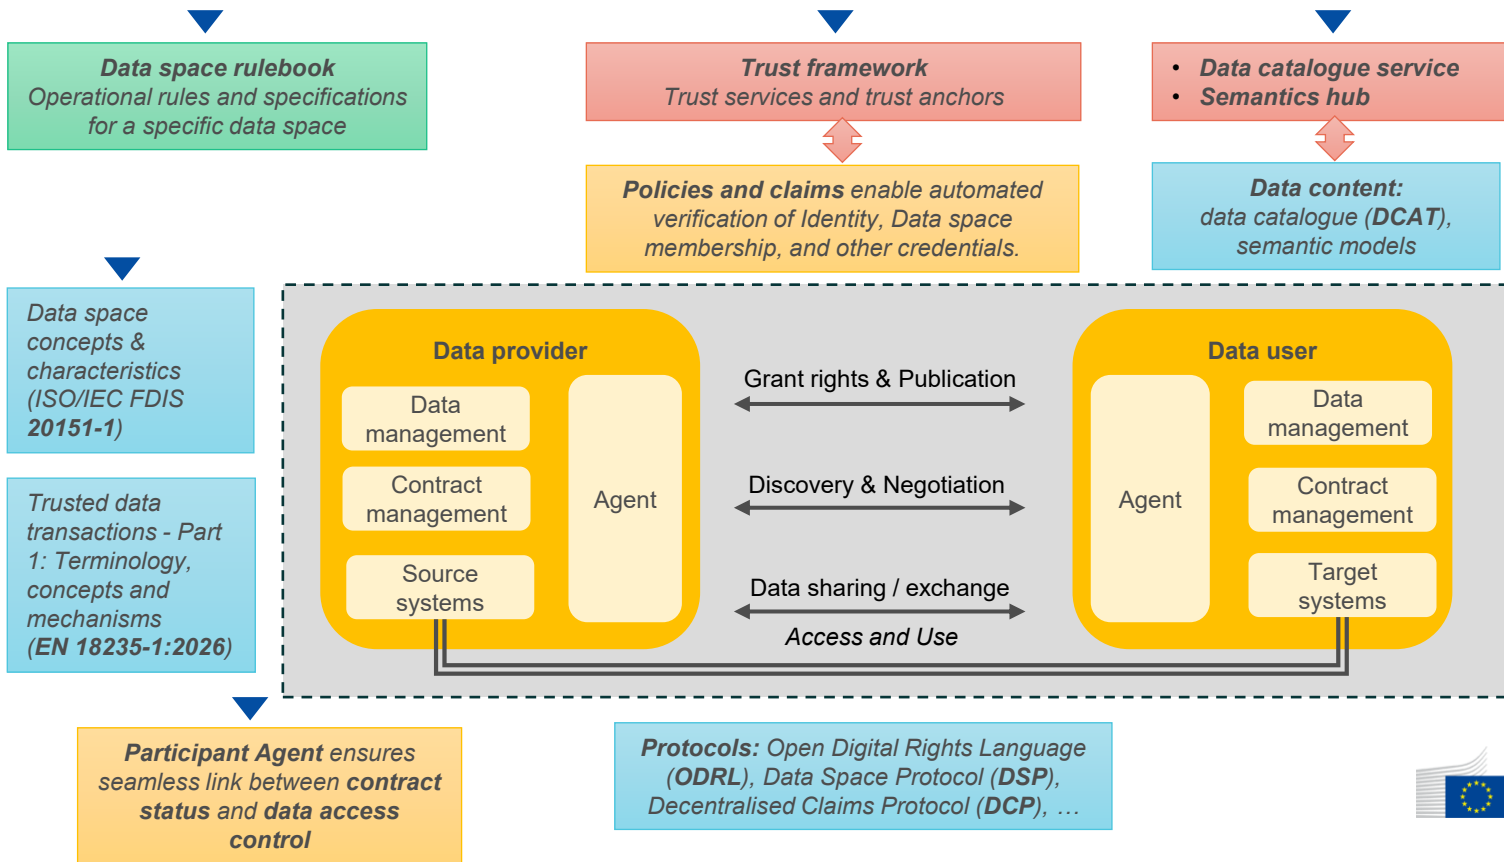 Data space rulebook
Operational rules and specifications
for a specific data space
Trust framework
Trust services and trust anchors
• Data catalogue service
• Semantics hub
Policies and claims enable automated
verification of Identity, Data space
membership, and other credentials.
Data content:
data catalogue (DCAT),
semantic models
Data space
concepts &
characteristics
(ISO/IEC FDIS
20151-1)
Trusted data
transactions - Part
1: Terminology,
concepts and
mechanisms
(EN 18235-1:2026)
Data provider
Data
management
Contract
management
Source
systems
Agent
Grant rights & Publication
Discovery & Negotiation
Data sharing / exchange
Access and Use
Data user
Agent
Data
management
Contract
management
Target
systems
Participant Agent ensures
seamless link between contract
status and data access
control
Protocols: Open Digital Rights Language
(ODRL), Data Space Protocol (DSP),
Decentralised Claims Protocol (DCP), …